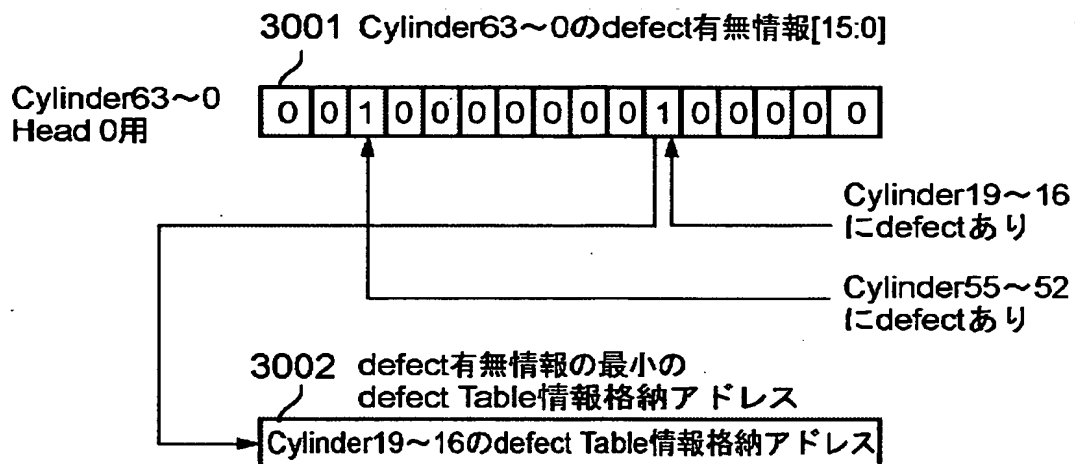 3001 Cylinder63～0のdefect有無情報[15:0]
Cylinder63～0
Head 0用
0 0 1 0 0 0 0 0 0 0 1 0 0 0 0 0
Cylinder19～16
にdefectあり
Cylinder55～52
にdefectあり
3002 defect有無情報の最小の
defect Table情報格納アドレス
Cylinder19～16のdefect Table情報格納アドレス